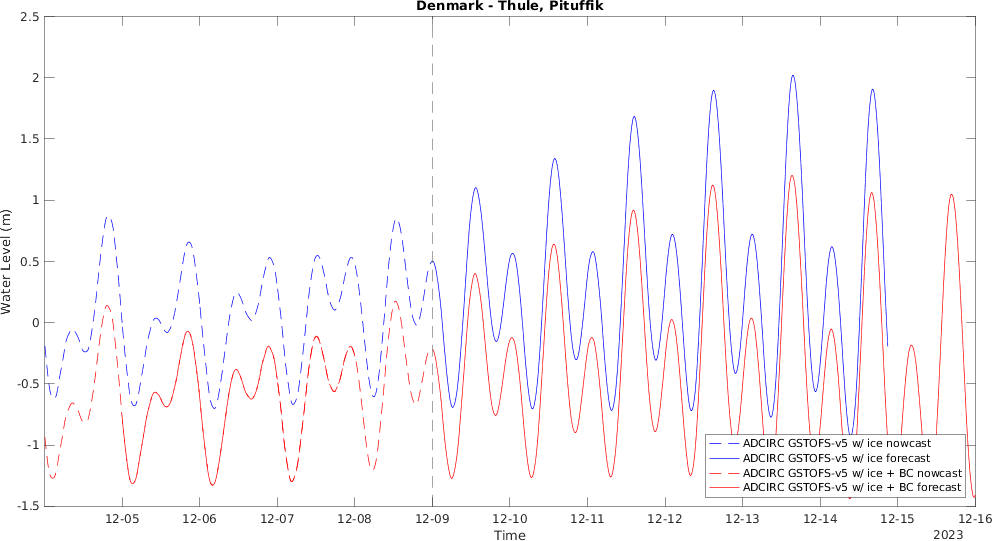 Denmark - Thule, Pituffik
2.5
2
1.5
1
0.5
0
-0.5
-1
-1.5
Water Level (m)
ADCIRC GSTOFS-v5 w/ ice nowcast
ADCIRC GSTOFS-v5 w/ ice forecast
ADCIRC GSTOFS-v5 w/ ice + BC nowcast
ADCIRC GSTOFS-v5 w/ ice + BC forecast
12-05 12-06 12-07 12-08 12-09 12-10 12-11 12-12 12-13 12-14 12-15 12-16
Time
2023